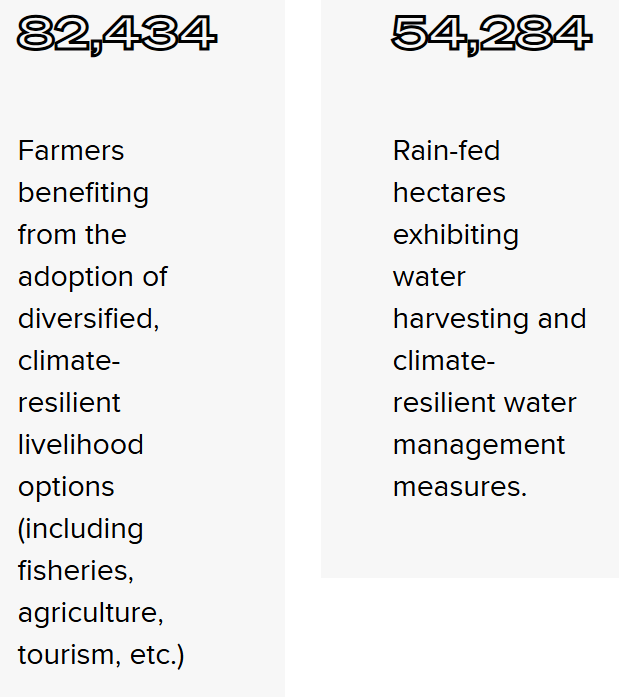 82,434
Farmers
benefiting
from the
adoption of
diversified,
climate-
resilient
livelihood
options
(including
fisheries,
agriculture,
tourism, etc.)
54,284
Rain-fed
hectares
exhibiting
water
harvesting and
climate-
resilient water
management
measures.